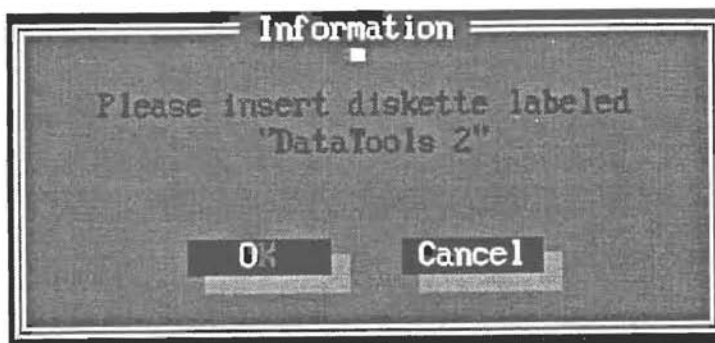 Information
Please insert diskette labeled
"DataTools 2"
OK
Cancel